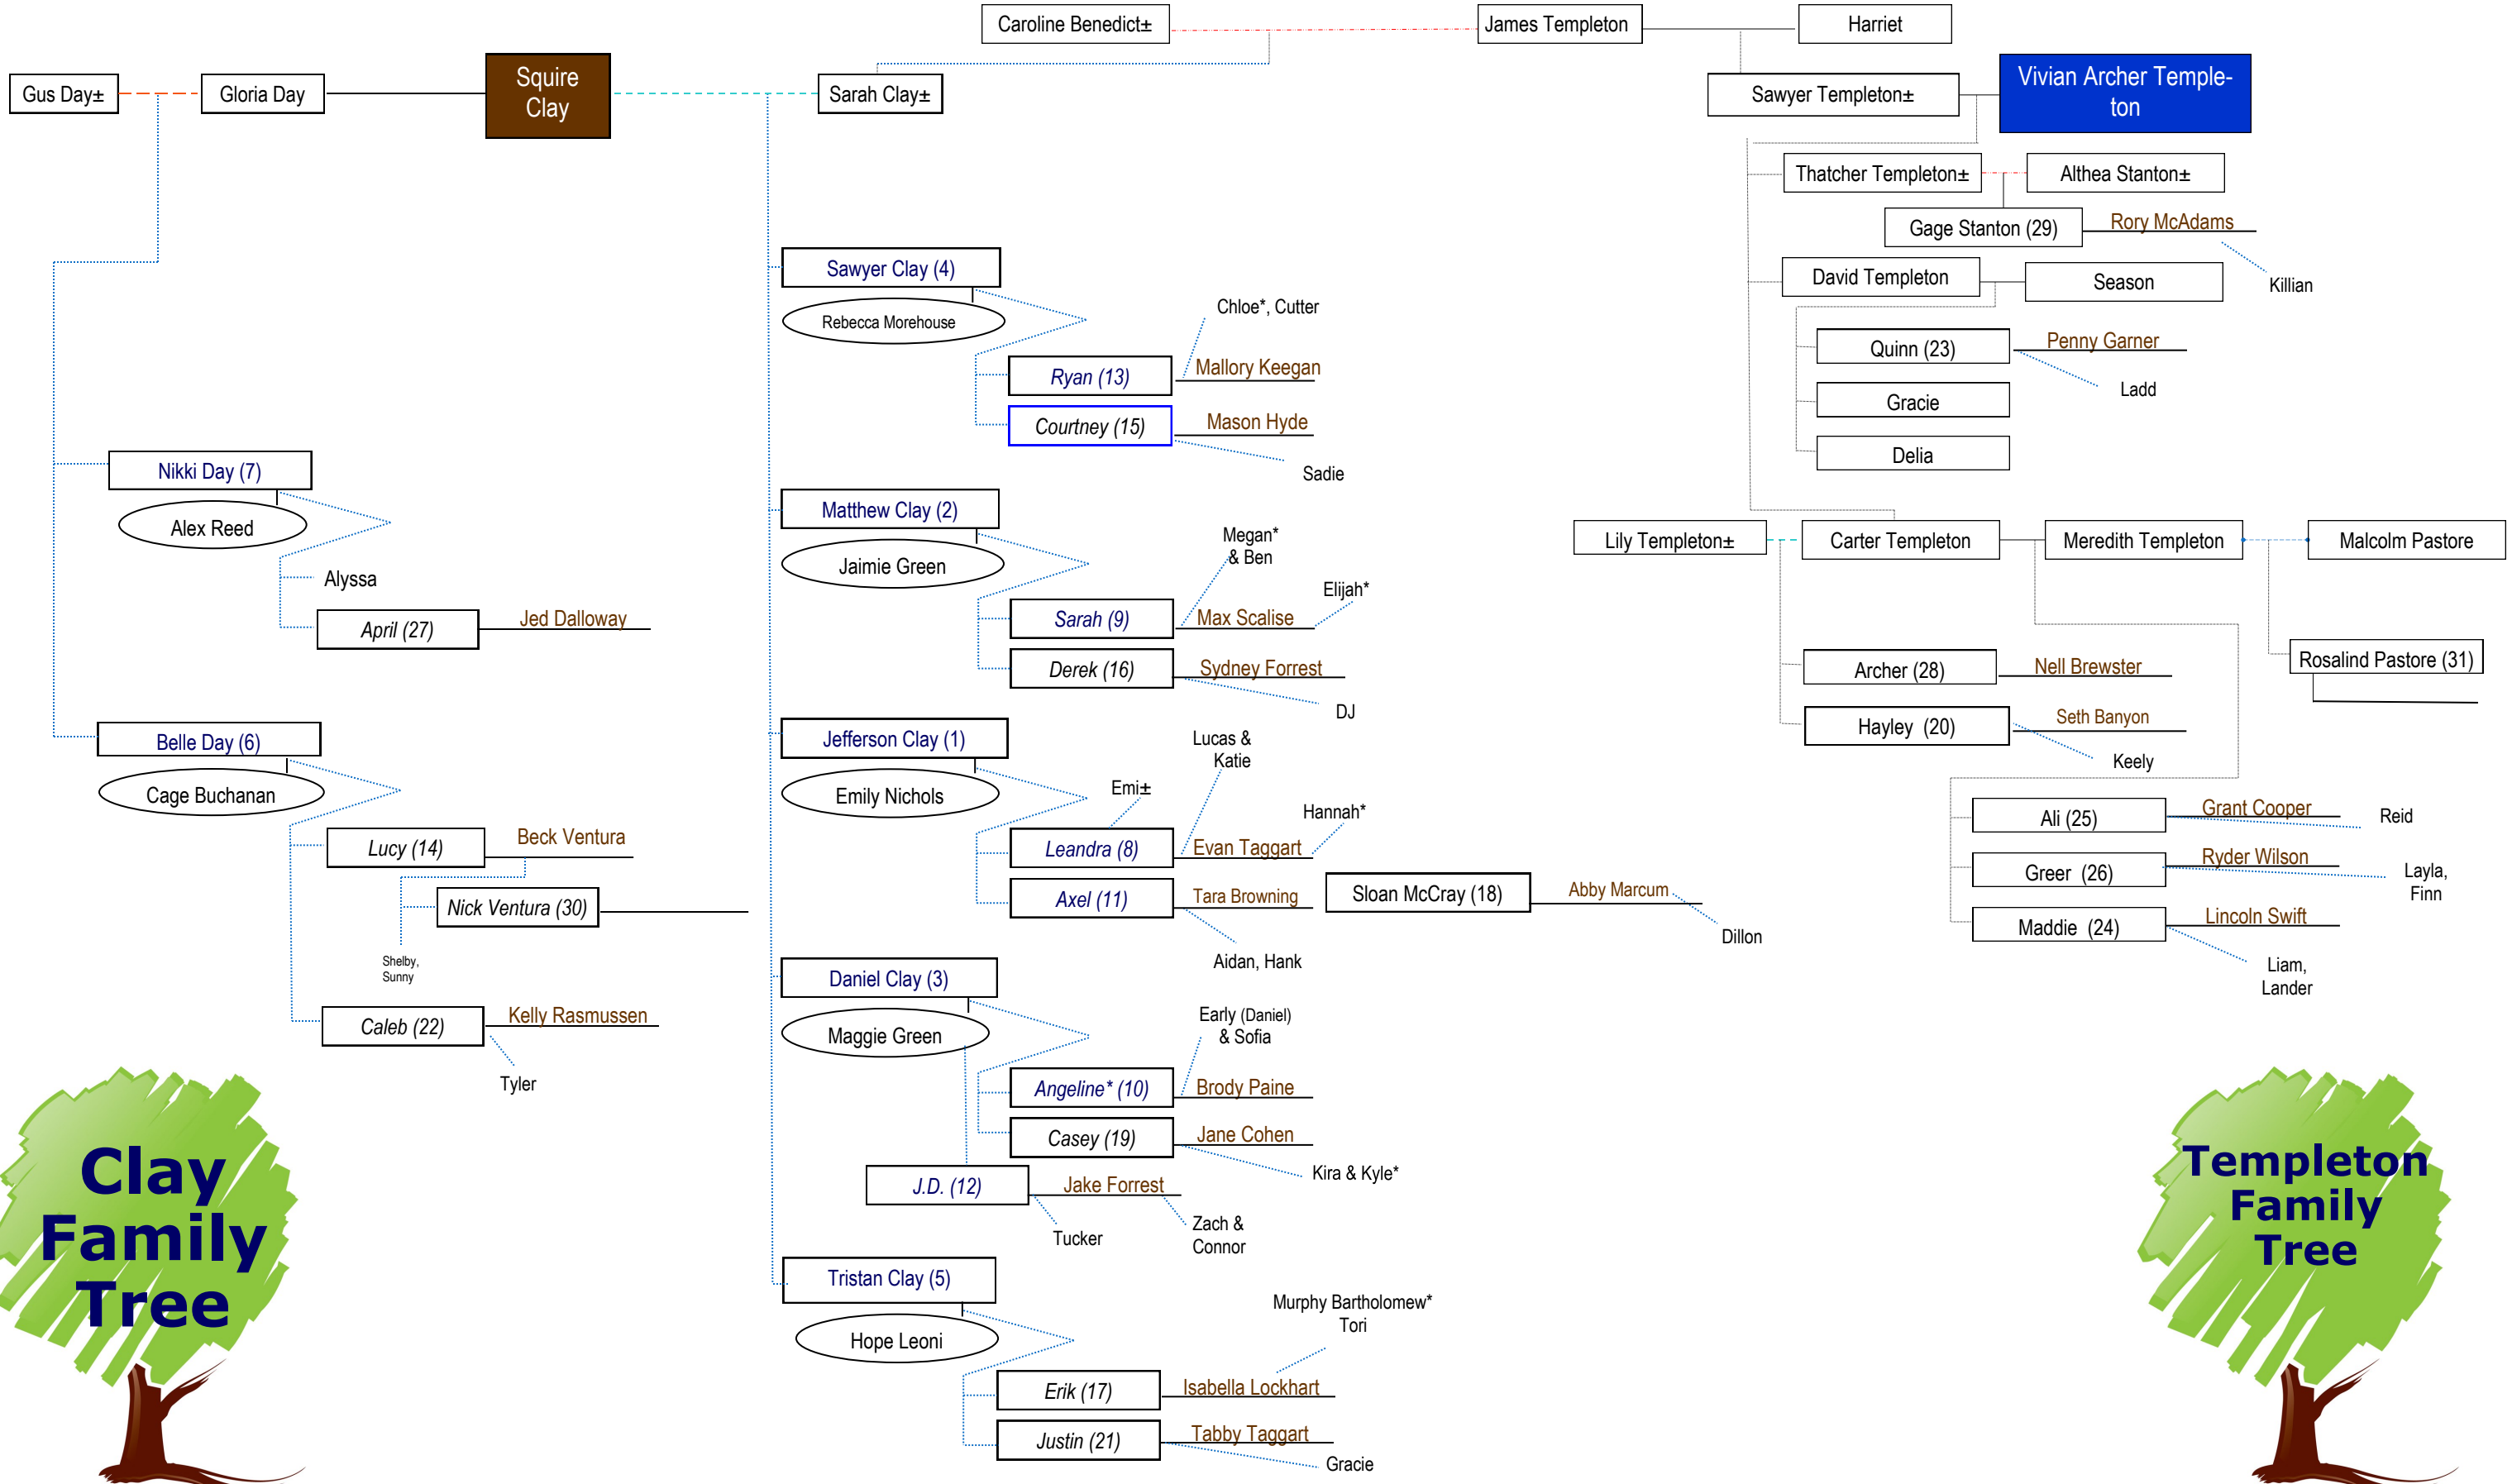 Caroline Benedict±
James Templeton
Harriet
Gus Day±
Gloria Day
Squire
Clay
Sarah Clay±
Sawyer Templeton±
Vivian Archer Temple-
ton
Thatcher Templeton±
Althea Stanton±
Gage Stanton (29)
Rory McAdams
Killian
David Templeton
Season
Quinn (23)
Penny Garner
Ladd
Gracie
Delia
Sawyer Clay (4)
Rebecca Morehouse
Chloe*, Cutter
Ryan (13)
Mallory Keegan
Courtney (15)
Mason Hyde
Sadie
Nikki Day (7)
Alex Reed
Alyssa
April (27)
Jed Dalloway
Matthew Clay (2)
Jaimie Green
Megan*
& Ben
Elijah*
Sarah (9)
Max Scalise
Derek (16)
Sydney Forrest
DJ
Lily Templeton±
Carter Templeton
Meredith Templeton
Malcolm Pastore
Rosalind Pastore (31)
Archer (28)
Nell Brewster
Hayley  (20)
Seth Banyon
Keely
Belle Day (6)
Cage Buchanan
Lucy (14)
Beck Ventura
Nick Ventura (30)
Shelby,
Sunny
Caleb (22)
Kelly Rasmussen
Tyler
Jefferson Clay (1)
Emily Nichols
Emi±
Lucas &
Katie
Hannah*
Leandra (8)
Evan Taggart
Axel (11)
Tara Browning
Aidan, Hank
Sloan McCray (18)
Abby Marcum
Dillon
Ali (25)
Grant Cooper
Reid
Greer  (26)
Ryder Wilson
Layla,
Finn
Maddie  (24)
Lincoln Swift
Liam,
Lander
Daniel Clay (3)
Maggie Green
Early (Daniel)
& Sofia
Angeline* (10)
Brody Paine
Casey (19)
Jane Cohen
Kira & Kyle*
J.D. (12)
Jake Forrest
Tucker
Zach &
Connor
Tristan Clay (5)
Hope Leoni
Murphy Bartholomew*
Tori
Erik (17)
Isabella Lockhart
Justin (21)
Tabby Taggart
Gracie
Clay
Family
Tree
Templeton
Family
Tree